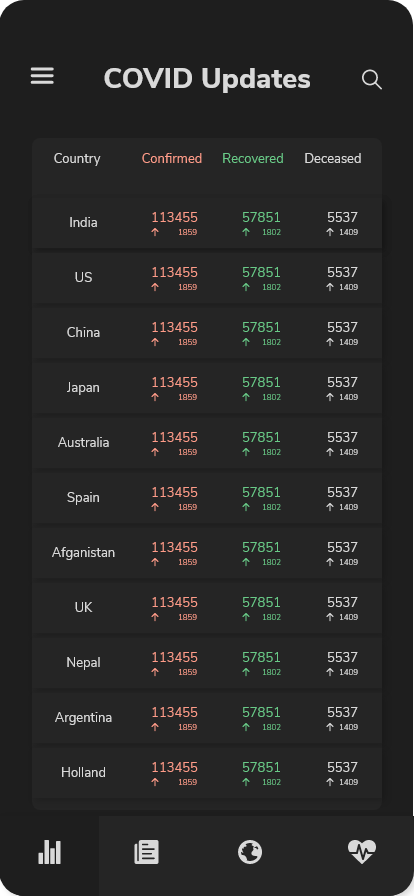 COVID Updates
Country Confirmed Recovered Deceased
India 113455 57851 5537
↑ 1859 ↑ 1802 ↑ 1409
US 113455 57851 5537
↑ 1859 ↑ 1802 ↑ 1409
China 113455 57851 5537
↑ 1859 ↑ 1802 ↑ 1409
Japan 113455 57851 5537
↑ 1859 ↑ 1802 ↑ 1409
Australia 113455 57851 5537
↑ 1859 ↑ 1802 ↑ 1409
Spain 113455 57851 5537
↑ 1859 ↑ 1802 ↑ 1409
Afganistan 113455 57851 5537
↑ 1859 ↑ 1802 ↑ 1409
UK 113455 57851 5537
↑ 1859 ↑ 1802 ↑ 1409
Nepal 113455 57851 5537
↑ 1859 ↑ 1802 ↑ 1409
Argentina 113455 57851 5537
↑ 1859 ↑ 1802 ↑ 1409
Holland 113455 57851 5537
↑ 1859 ↑ 1802 ↑ 1409